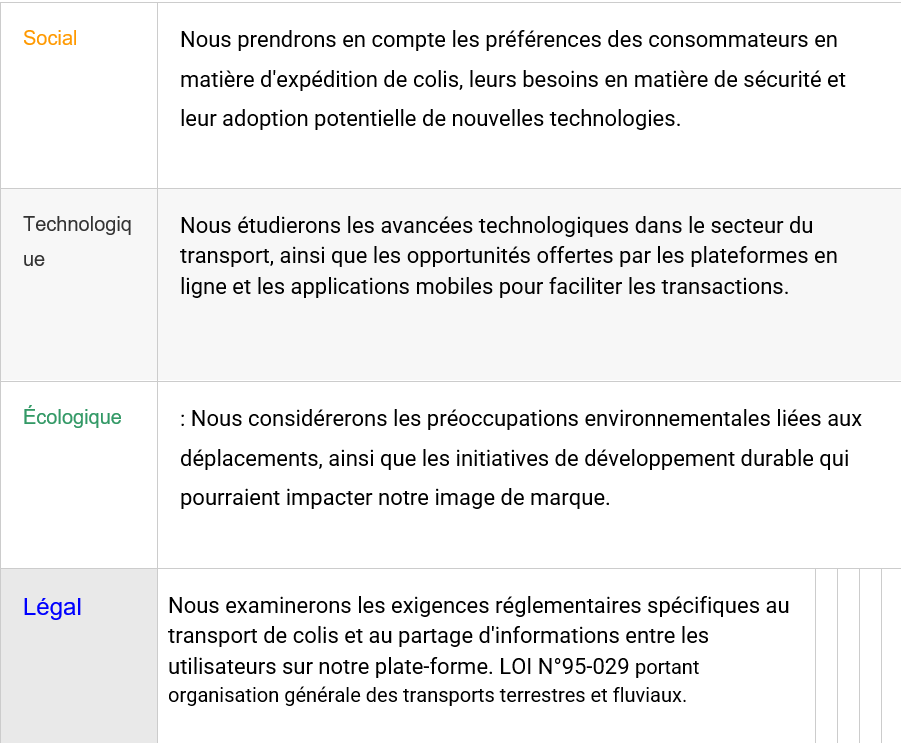 Social
Nous prendrons en compte les préférences des consommateurs en
matière d'expédition de colis, leurs besoins en matière de sécurité et
leur adoption potentielle de nouvelles technologies.
Technologiq
ue
Nous étudierons les avancées technologiques dans le secteur du
transport, ainsi que les opportunités offertes par les plateformes en
ligne et les applications mobiles pour faciliter les transactions.
Écologique
: Nous considérerons les préoccupations environnementales liées aux
déplacements, ainsi que les initiatives de développement durable qui
pourraient impacter notre image de marque.
Légal
Nous examinerons les exigences réglementaires spécifiques au
transport de colis et au partage d'informations entre les
utilisateurs sur notre plate-forme. LOI N°95-029 portant
organisation générale des transports terrestres et fluviaux.